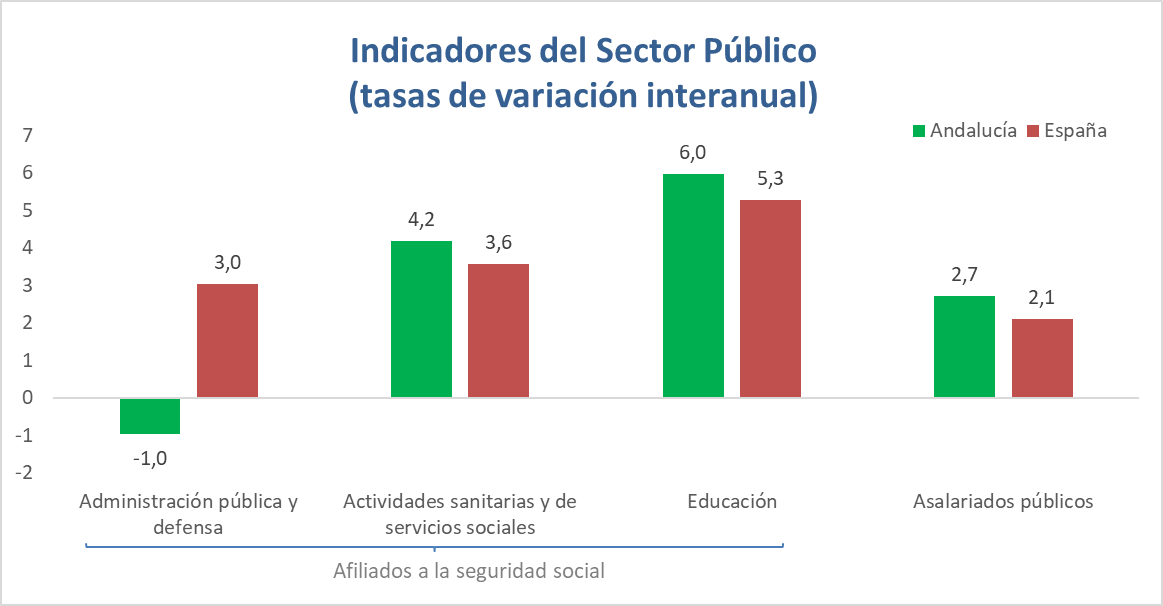 Indicadores del Sector Público
(tasas de variación interanual)
Andalucía España
7
6
5
4
3
2
1
0
-1
-2
-1,0
3,0
4,2
3,6
6,0
5,3
2,7
2,1
Administración pública y
defensa
Actividades sanitarias y de
servicios sociales
Educación
Asalariados públicos
Afiliados a la seguridad social